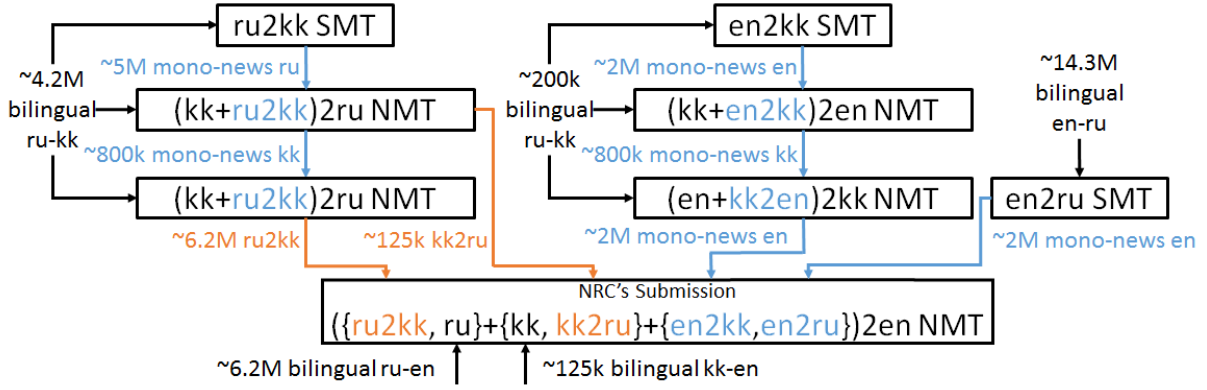 ru2kk SMT
en2kk SMT
~5M mono-news ru
~2M mono-news en
~14.3M
bilingual
en-ru
~4.2M
bilingual
ru-kk
(kk+ru2kk)2ru NMT
~200k
bilingual
ru-kk
(kk+en2kk)2en NMT
~800k mono-news kk
~800k mono-news kk
(kk+ru2kk)2ru NMT
(en+kk2en)2kk NMT
en2ru SMT
~6.2M ru2kk
~125k kk2ru
~2M mono-news en
~2M mono-news en
NRC's Submission
({ru2kk, ru}+{kk, kk2ru}+{en2kk,en2ru})2en NMT
~6.2M bilingual ru-en
~125k bilingual kk-en